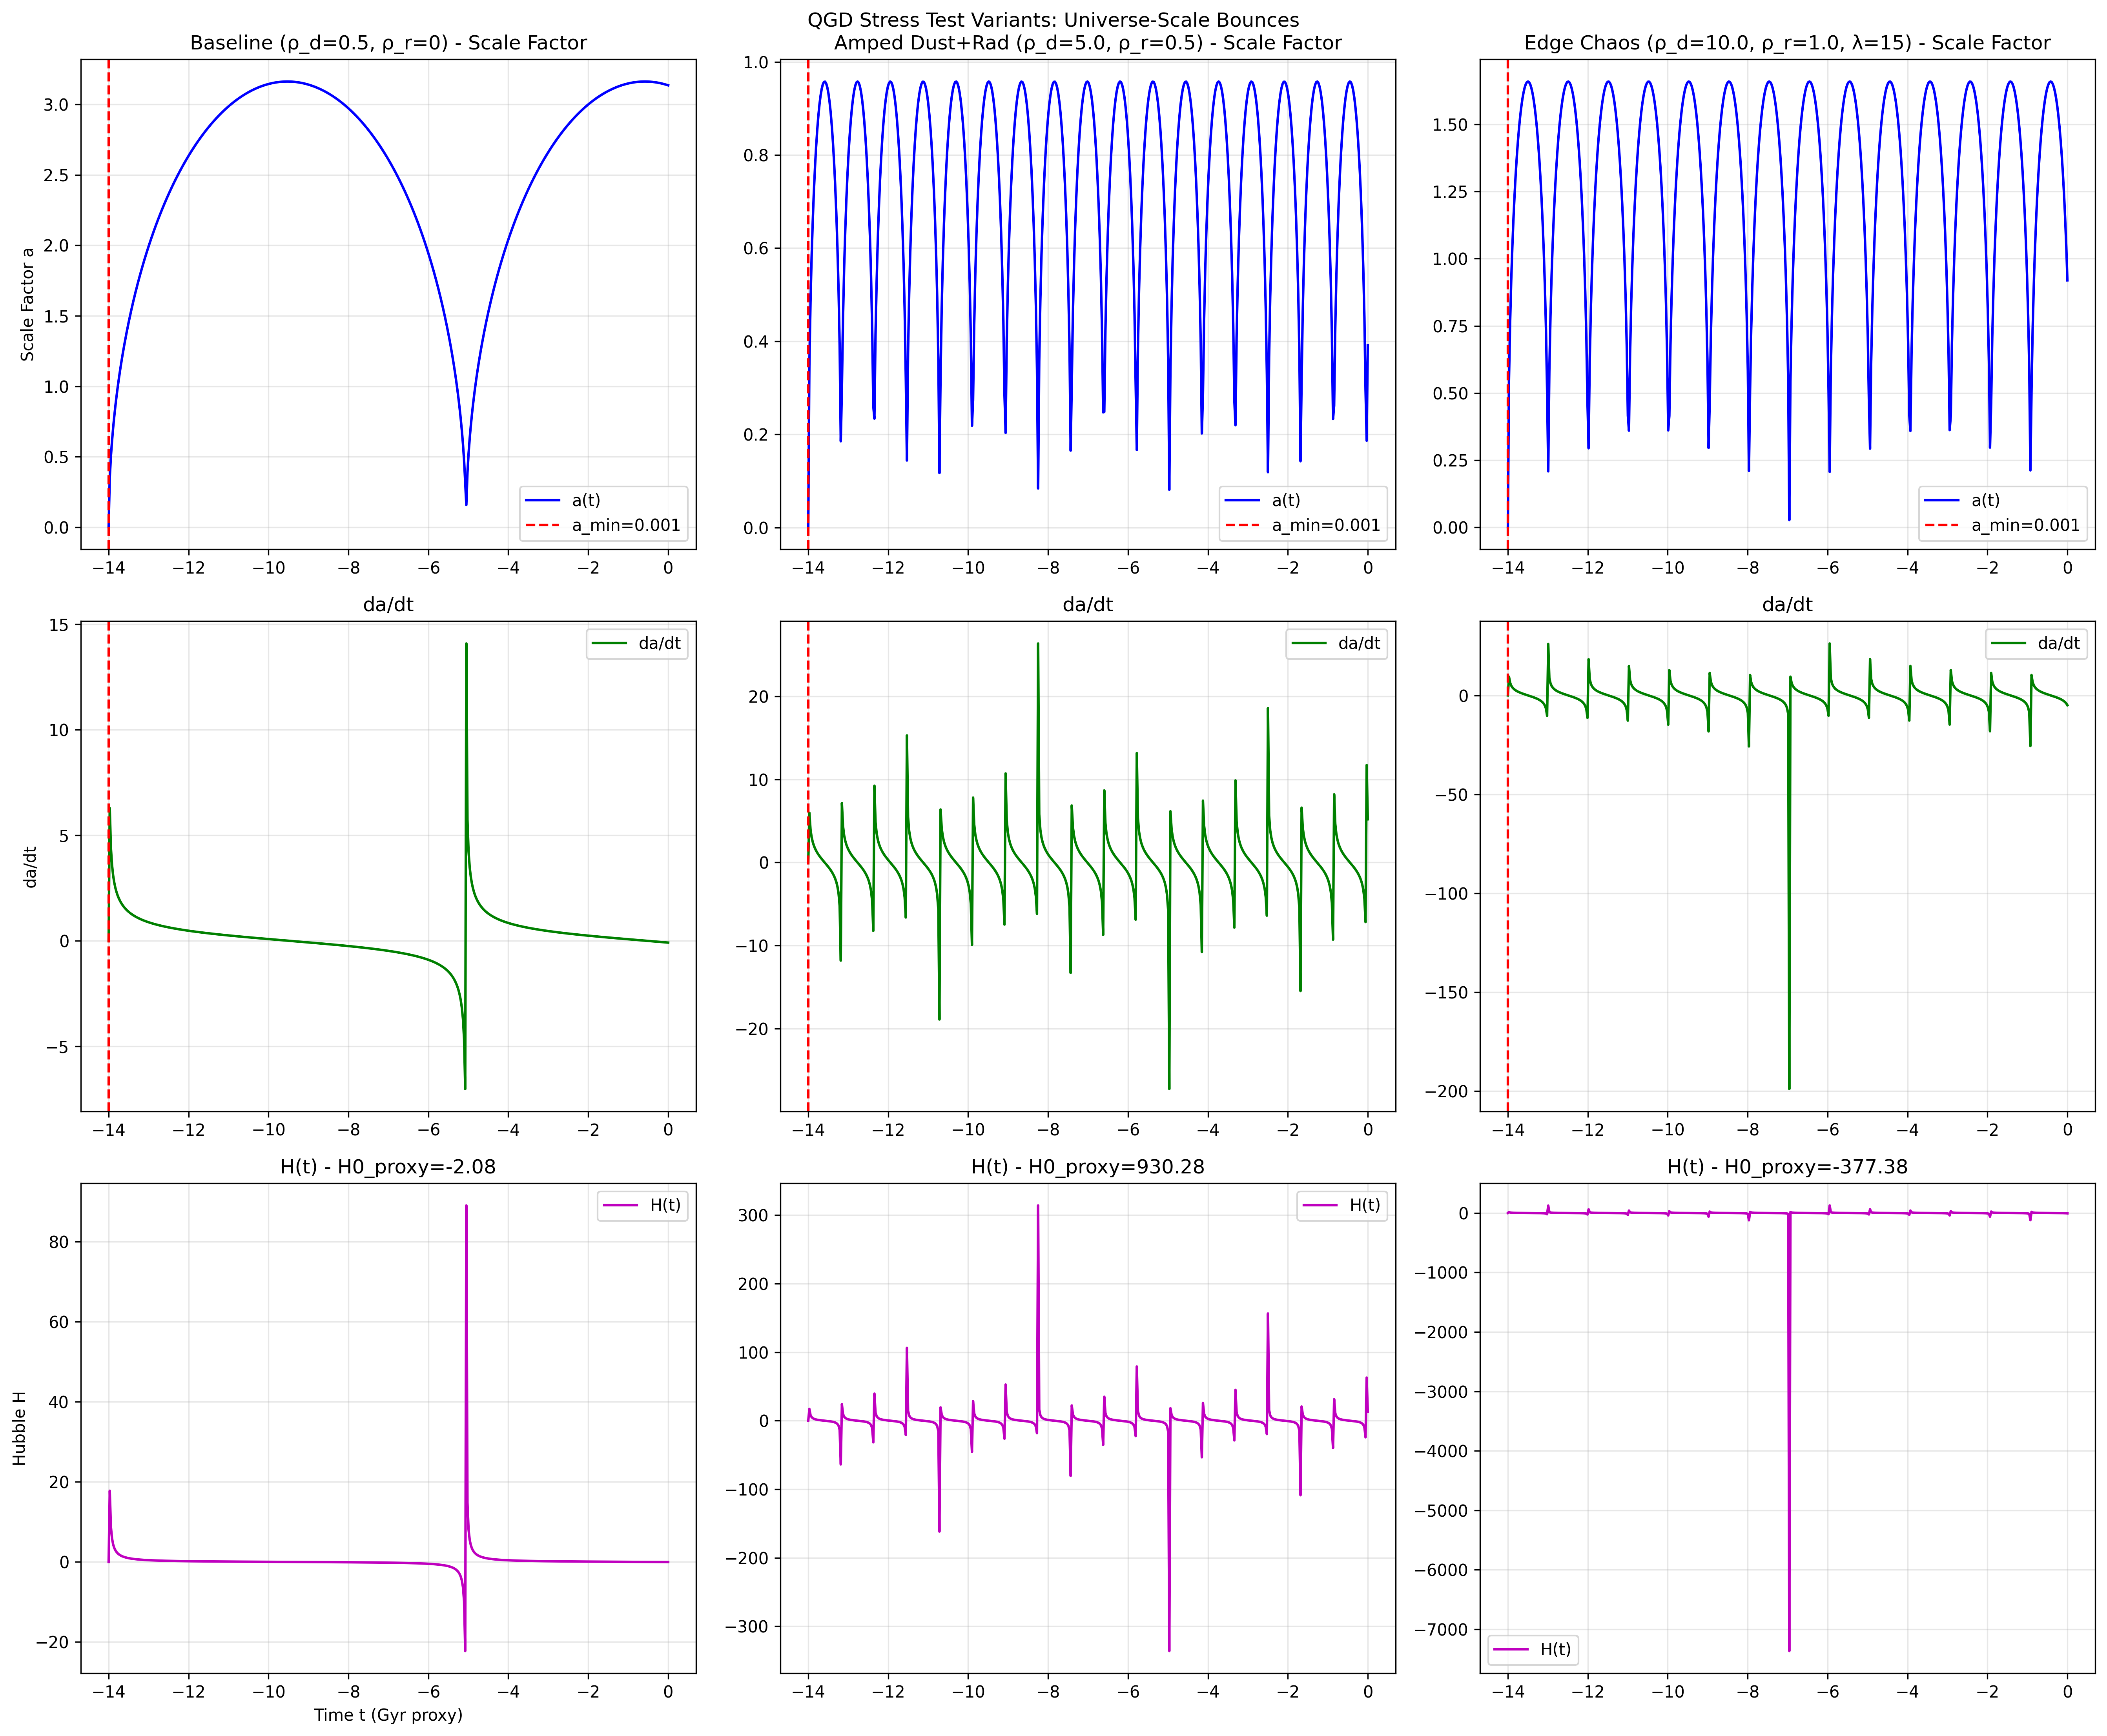 QGD Stress Test Variants: Universe-Scale Bounces
Baseline (ρ_d=0.5, ρ_r=0) - Scale Factor
Scale Factor a
3.0
2.5
2.0
1.5
1.0
0.5
0.0
a(t)
a_min=0.001
−14 −12 −10 −8 −6 −4 −2 0
Amped Dust+Rad (ρ_d=5.0, ρ_r=0.5) - Scale Factor
1.0
0.8
0.6
0.4
0.2
0.0
a(t)
a_min=0.001
−14 −12 −10 −8 −6 −4 −2 0
Edge Chaos (ρ_d=10.0, ρ_r=1.0, λ=15) - Scale Factor
1.50
1.25
1.00
0.75
0.50
0.25
0.00
a(t)
a_min=0.001
−14 −12 −10 −8 −6 −4 −2 0
da/dt
da/dt
15
10
5
0
−5
da/dt
−14 −12 −10 −8 −6 −4 −2 0
da/dt
20
10
0
−10
−20
da/dt
−14 −12 −10 −8 −6 −4 −2 0
da/dt
0
−50
−100
−150
−200
da/dt
−14 −12 −10 −8 −6 −4 −2 0
H(t) - H0_proxy=-2.08
Hubble H
80
60
40
20
0
−20
H(t)
−14 −12 −10 −8 −6 −4 −2 0
Time t (Gyr proxy)
H(t) - H0_proxy=930.28
300
200
100
0
−100
−200
−300
H(t)
−14 −12 −10 −8 −6 −4 −2 0
H(t) - H0_proxy=-377.38
0
−1000
−2000
−3000
−4000
−5000
−6000
−7000
H(t)
−14 −12 −10 −8 −6 −4 −2 0